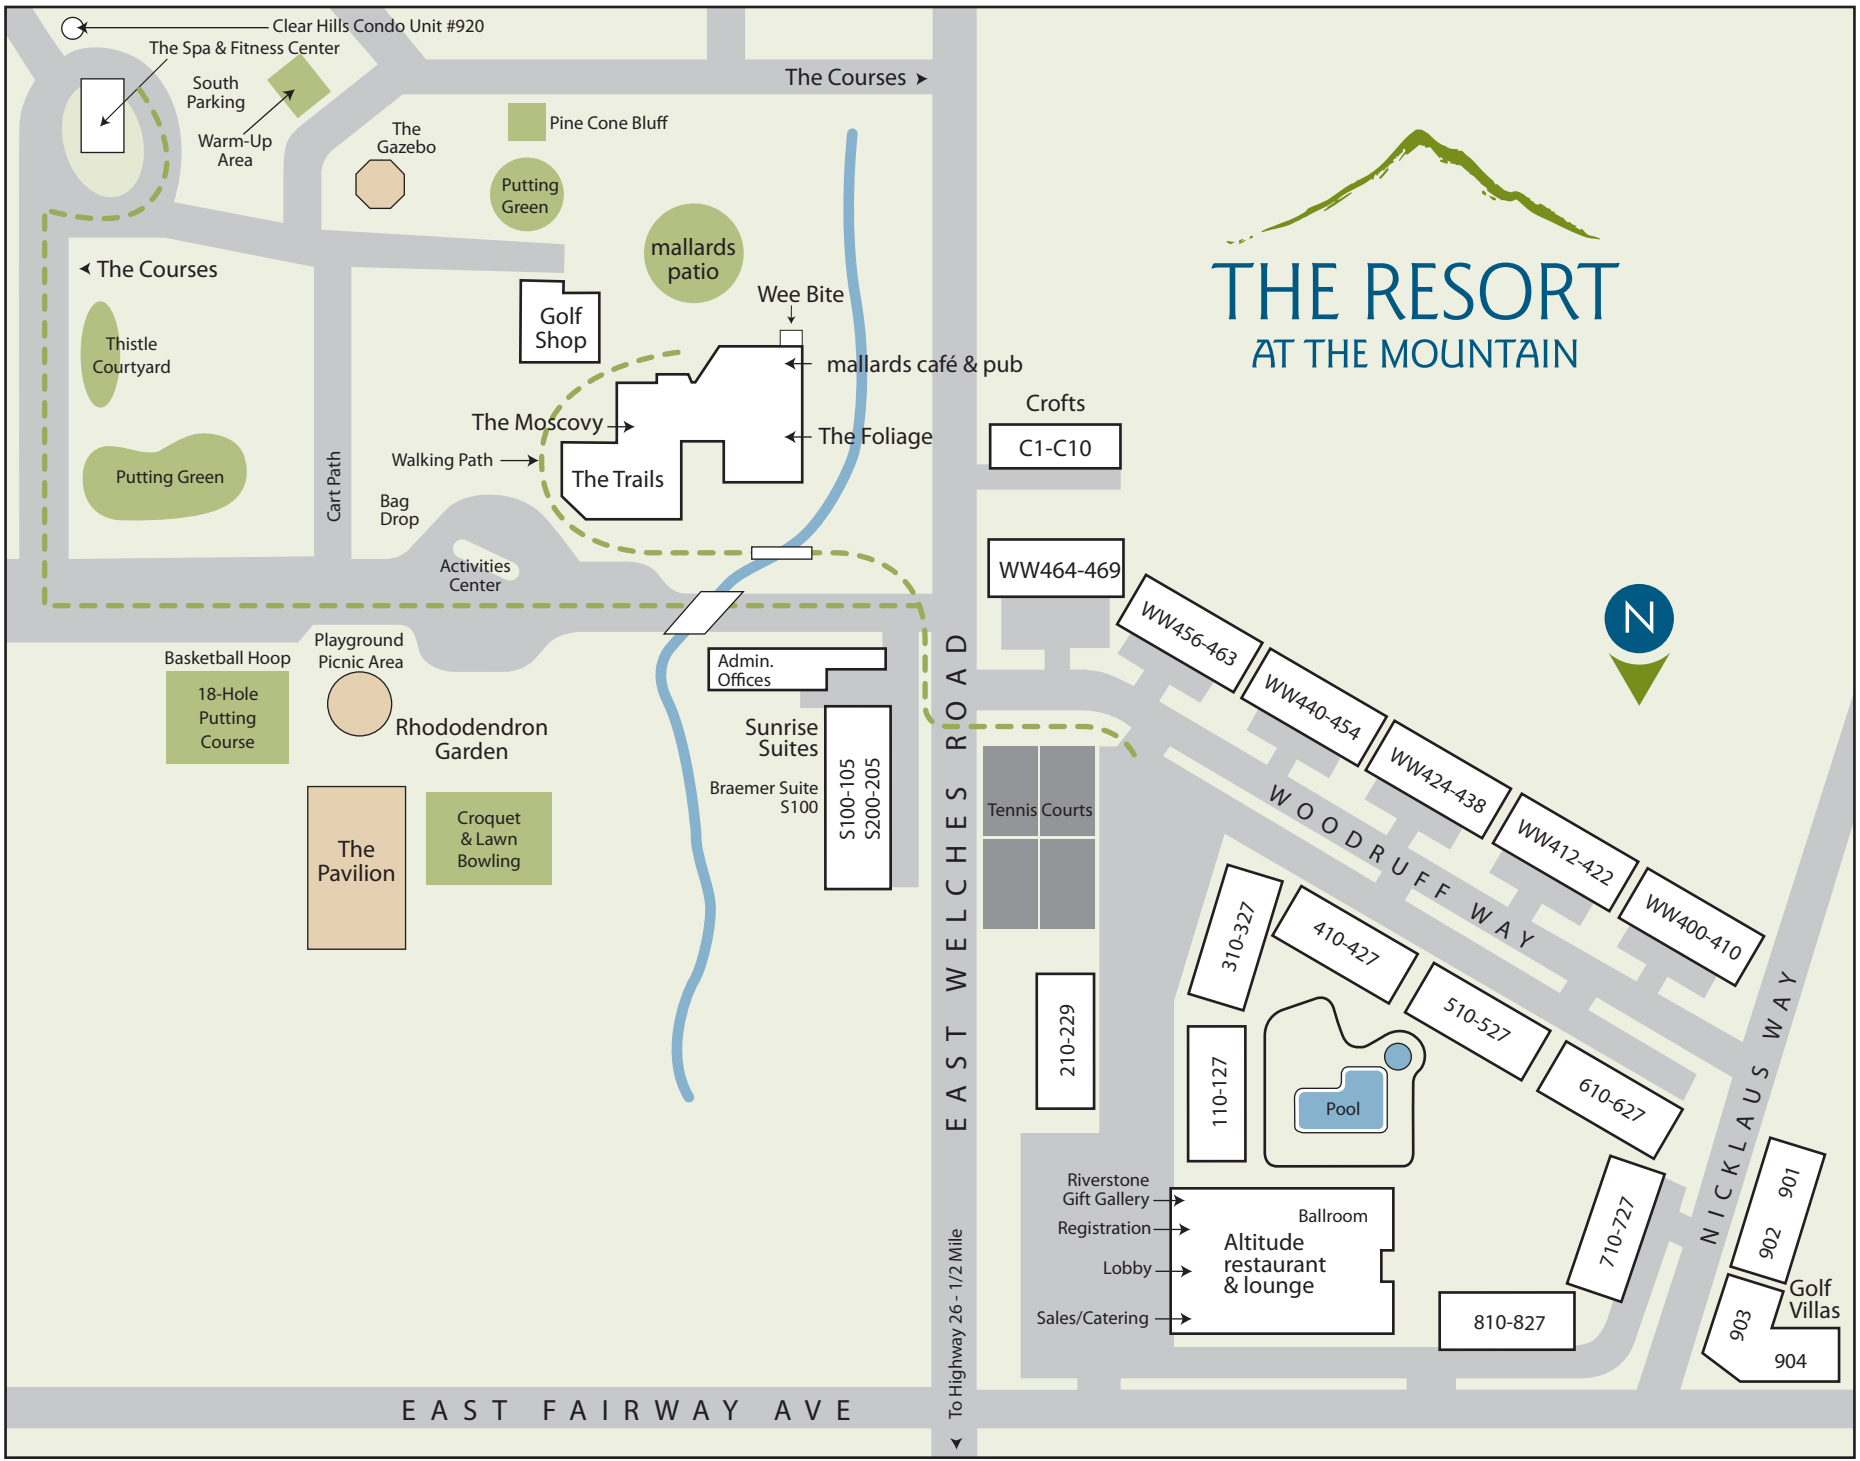 Clear Hills Condo Unit #920
The Spa & Fitness Center
South
Parking
Warm-Up
Area
The
Gazebo
Pine Cone Bluff
Putting
Green
The Courses
mallards
patio
Wee Bite
The Courses
Golf
Shop
Thistle
Courtyard
mallards café & pub
The Moscovy
The Foliage
Walking Path
The Trails
Putting Green
Cart Path
Bag
Drop
Activities
Center
Playground
Picnic Area
Basketball Hoop
18-Hole
Putting
Course
Rhododendron
Garden
The
Pavilion
Croquet
& Lawn
Bowling
Admin.
Offices
Sunrise
Suites
Braemer Suite
S100
S100-105
S200-205
EAST WELCHES ROAD
To Highway 26 - 1/2 Mile
EAST FAIRWAY AVE
THE RESORT
AT THE MOUNTAIN
N
Crofts
C1-C10
WW464-469
WW456-463
WW440-454
WW424-438
WW412-422
WW400-410
WOODRUFF WAY
NICKLAUS WAY
Tennis Courts
310-327
410-427
510-527
610-627
210-229
110-127
Pool
710-727
810-827
Riverstone
Gift Gallery
Registration
Lobby
Sales/Catering
Ballroom
Altitude
restaurant
& lounge
901
902
Golf
Villas
903
904